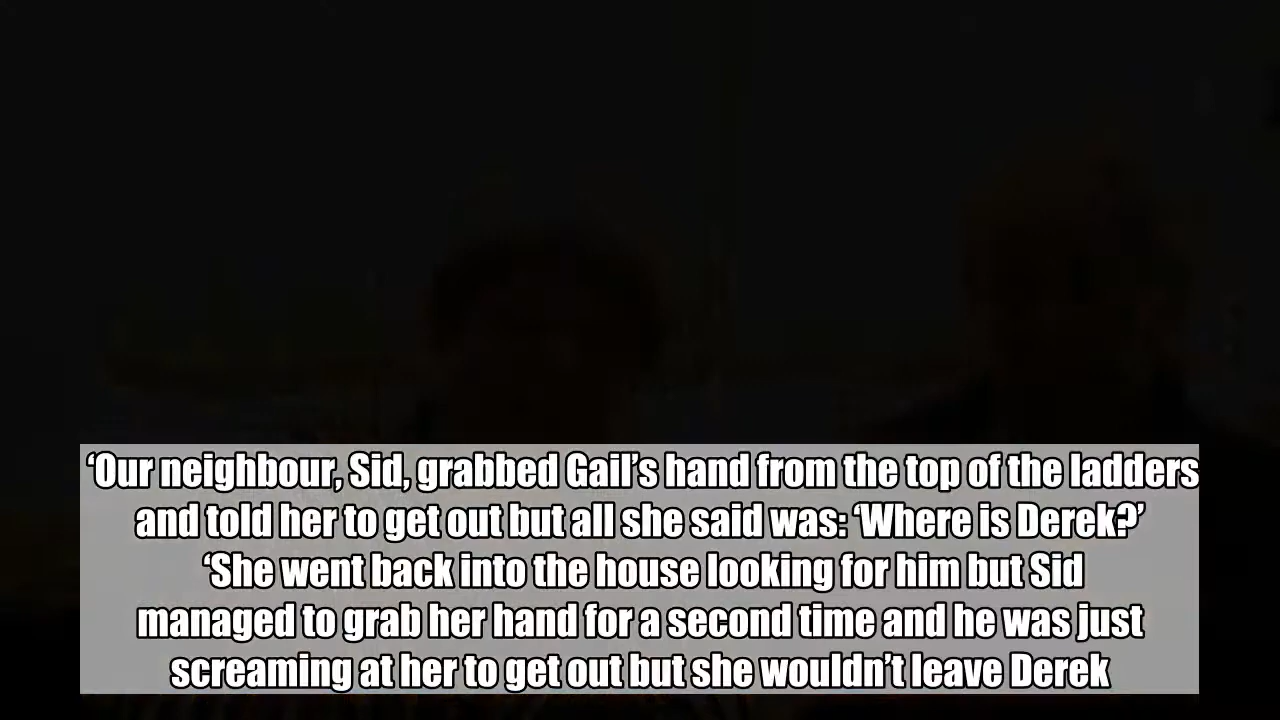 ‘Our neighbour, Sid, grabbed Gail’s hand from the top of the ladders
and told her to get out but all she said was: ‘Where is Derek?’
‘She went back into the house looking for him but Sid
managed to grab her hand for a second time and he was just
screaming at her to get out but she wouldn’t leave Derek